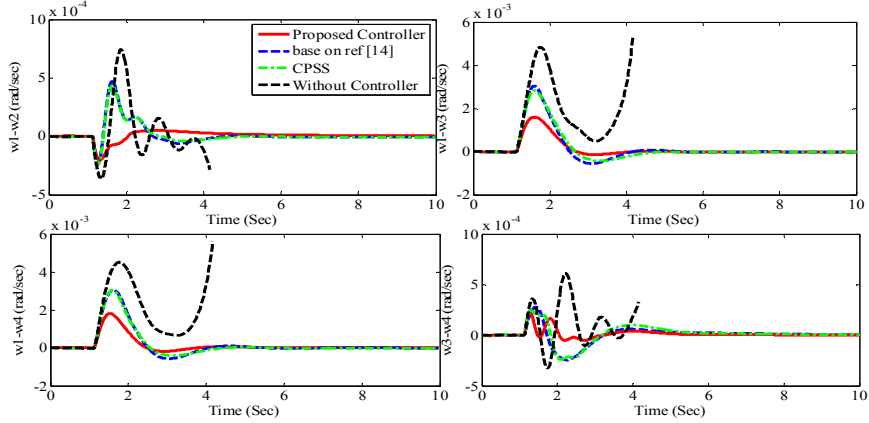 x 10⁻⁴
10
5
0
-5
0 2 4 6 8 10
Time (Sec)
w1-w2 (rad/sec)
Proposed Controller
base on ref [14]
CPSS
Without Controller
x 10⁻³
6
4
2
0
-2
0 2 4 6 8 10
Time (Sec)
w1-w3 (rad/sec)
x 10⁻³
6
4
2
0
-2
0 2 4 6 8 10
Time (Sec)
w1-w4 (rad/sec)
x 10⁻⁴
10
5
0
-5
0 2 4 6 8 10
Time (Sec)
w3-w4 (rad/sec)